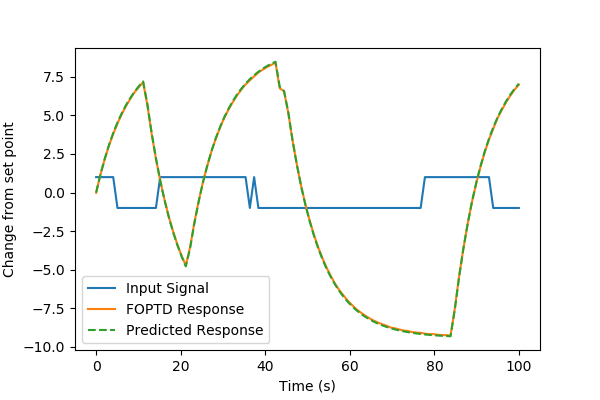 Change from set point
7.5
5.0
2.5
0.0
−2.5
−5.0
−7.5
−10.0
Input Signal
FOPTD Response
Predicted Response
0 20 40 60 80 100
Time (s)